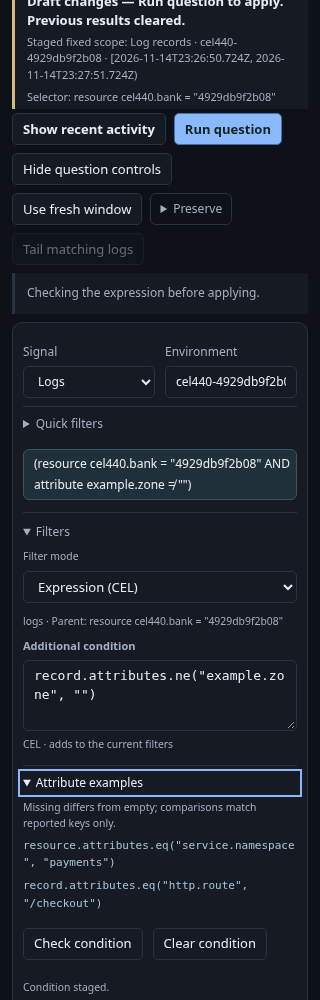 Draft changes — Run question to apply.
Previous results cleared.
Staged fixed scope: Log records · cel440-
4929db9f2b08 · [2026-11-14T23:26:50.724Z, 2026-
11-14T23:27:51.724Z)
Selector: resource cel440.bank = "4929db9f2b08"
Show recent activity
Run question
Hide question controls
Use fresh window
▶ Preserve
Tail matching logs
Checking the expression before applying.
Signal
Environment
Logs
cel440-4929db9f2b0
▶ Quick filters
(resource cel440.bank = "4929db9f2b08" AND
attribute example.zone ≠ "")
▼ Filters
Filter mode
Expression (CEL)
logs · Parent: resource cel440.bank = "4929db9f2b08"
Additional condition
record.attributes.ne("example.zo
ne", "")
CEL · adds to the current filters
▼ Attribute examples
Missing differs from empty; comparisons match
reported keys only.
resource.attributes.eq("service.namespace
", "payments")
record.attributes.eq("http.route",
"/checkout")
Check condition
Clear condition
Condition staged.